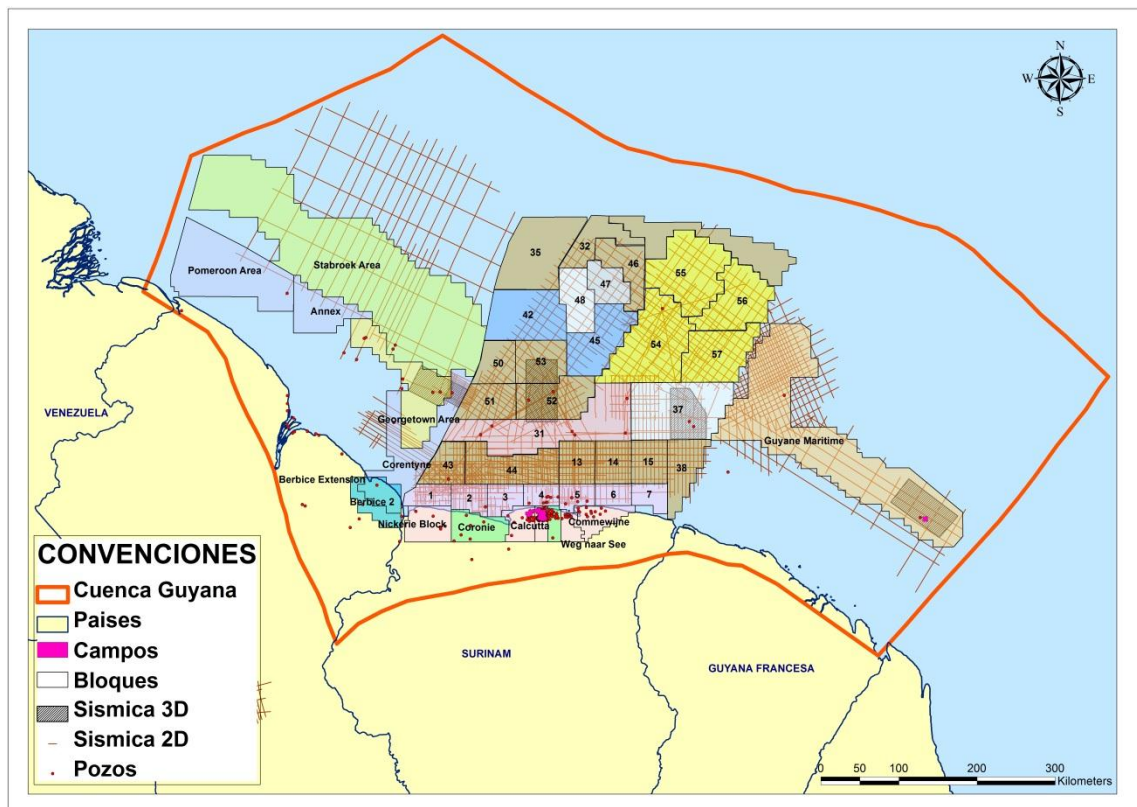 N
W E
S
35
32
46
47
48
55
56
Pomeroon Area
Stabroek Area
Annex
42
45
54
57
50
53
51
52
37
Georgetown Area
31
Guyane Maritime
VENEZUELA
Corentyne
43
44
13
14
15
38
Berbice Extension
Berbice 2
1
2
3
4
5
6
7
Nickerie Block
Coronie
Calcutta
Commewijne
Weg naar See
SURINAM
GUYANA FRANCESA
CONVENCIONES
Cuenca Guyana
Paises
Campos
Bloques
Sismica 3D
Sismica 2D
Pozos
0 50 100 200 300
Kilometers